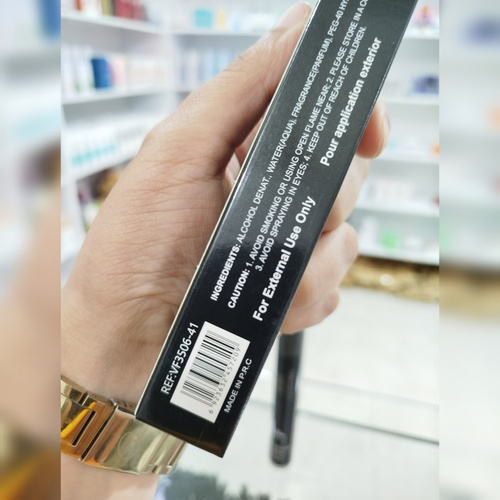 INGREDIENTS: ALCOHOL DENAT., WATER(AQUA), FRAGRANCE(PARFUM), PEG-40 HY
CAUTION: 1. AVOID SMOKING OR USING OPEN FLAME NEAR; 2. PLEASE STORE IN A CO
3. AVOID SPRAYING IN EYES; 4. KEEP OUT OF REACH OF CHILDREN.
For External Use Only Pour application exterior
REF:VF3506-41
MADE IN P.R.C